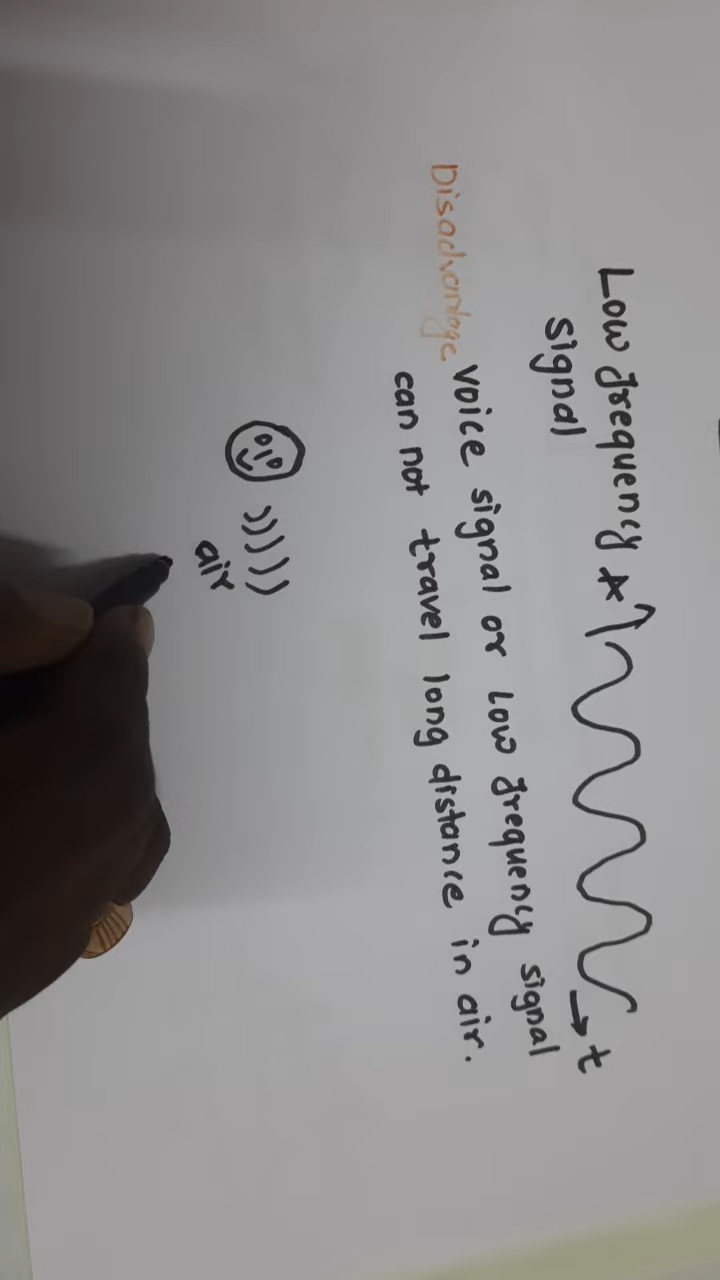 Low frequency
signal
A
→ t
Disadvantage
voice signal or Low frequency signal
can not travel long distance in air.
air